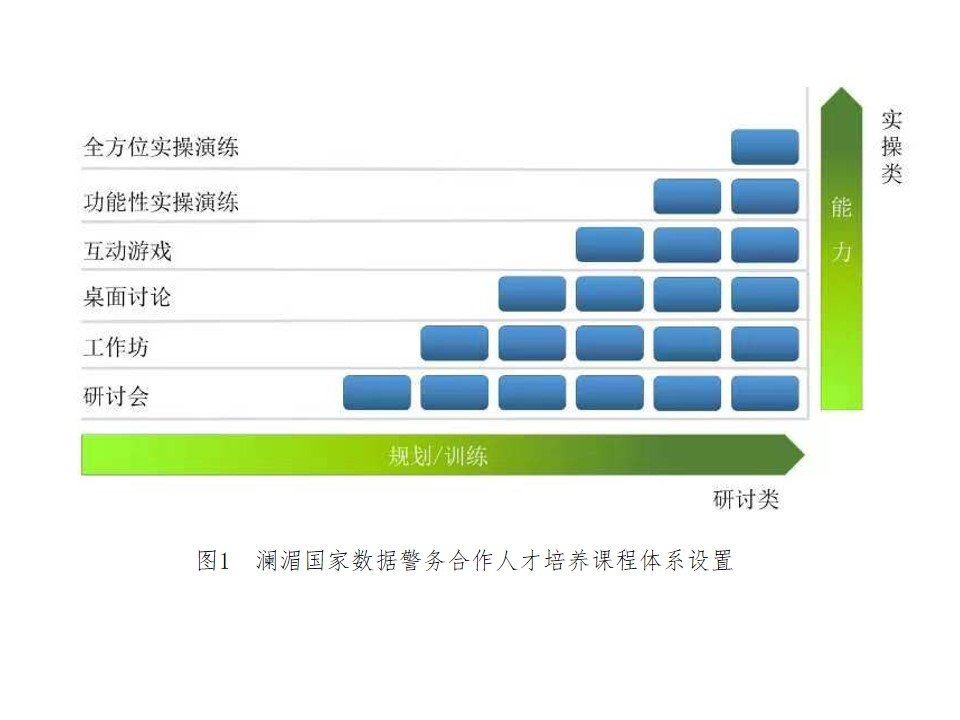 全方位实操演练
功能性实操演练
互动游戏
桌面讨论
工作坊
研讨会
实操类
能力
规划/训练
研讨类
图1 澜湄国家数据警务合作人才培养课程体系设置